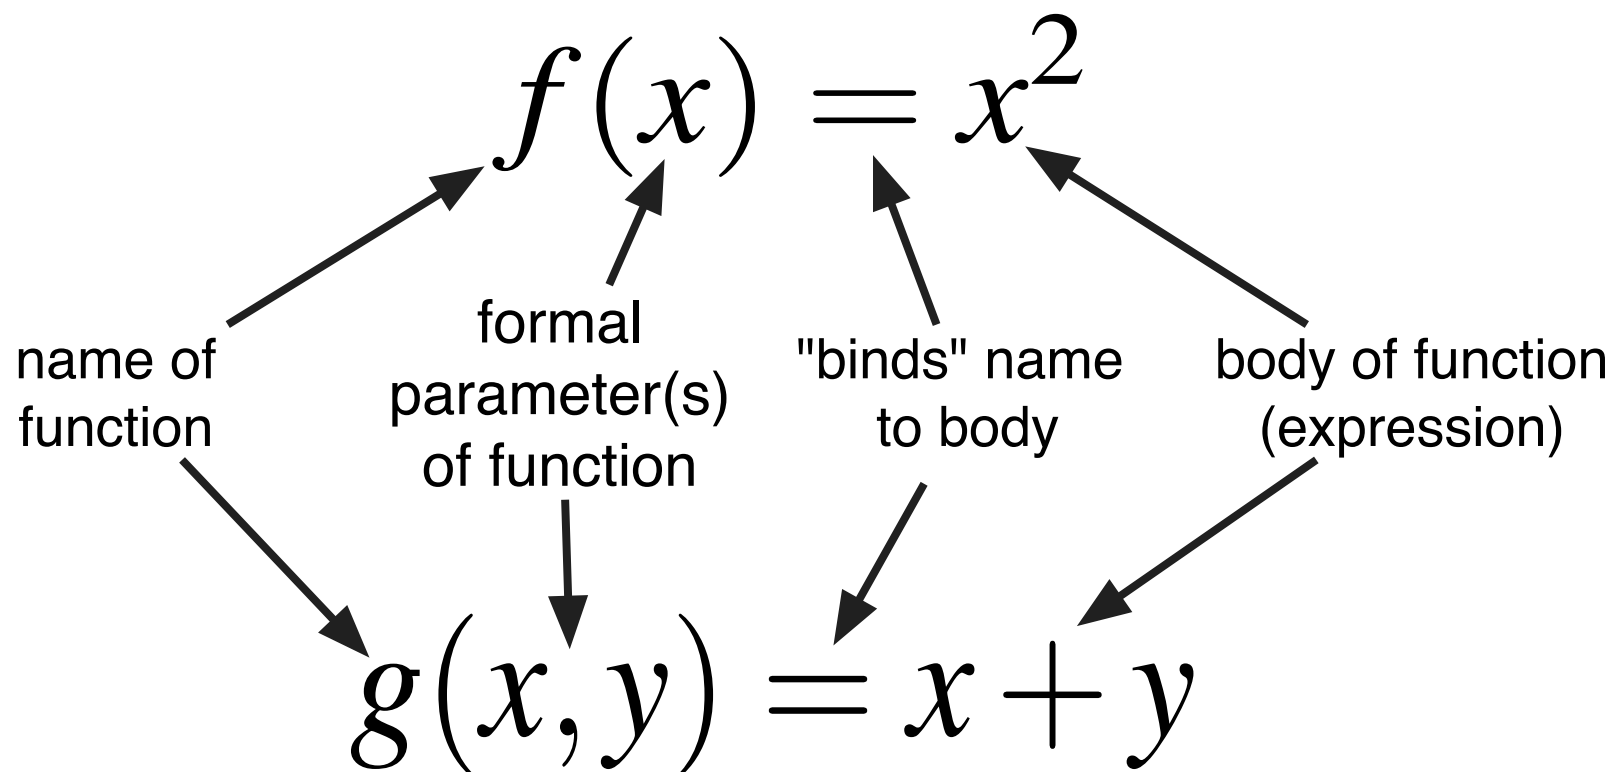 f(x) = x²
name of
function
formal
parameter(s)
of function
"binds" name
to body
body of function
(expression)
g(x, y) = x + y